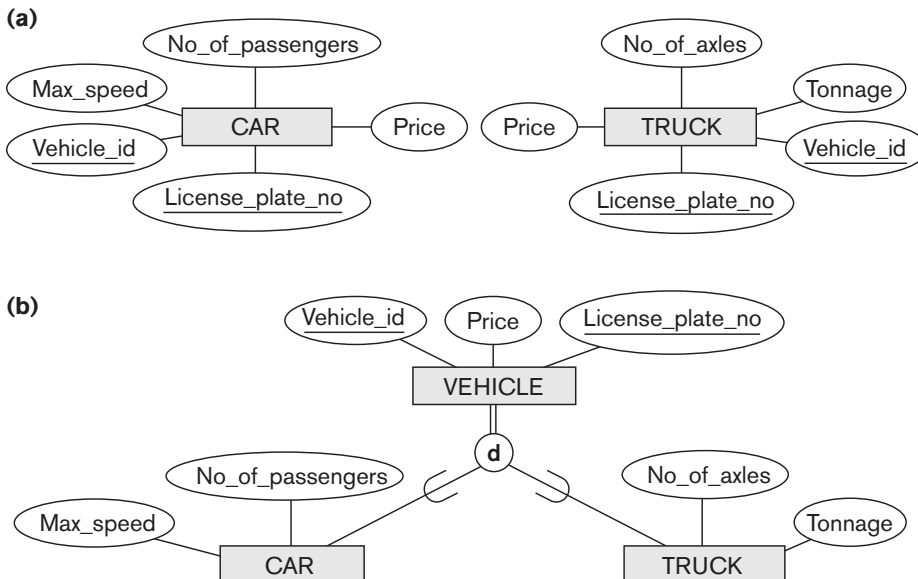 (a)
No_of_passengers
No_of_axles
Max_speed
Tonnage
CAR
Price
Price
TRUCK
Vehicle_id
Vehicle_id
License_plate_no
License_plate_no
(b)
Vehicle_id
Price
License_plate_no
VEHICLE
d
No_of_passengers
No_of_axles
Max_speed
Tonnage
CAR
TRUCK